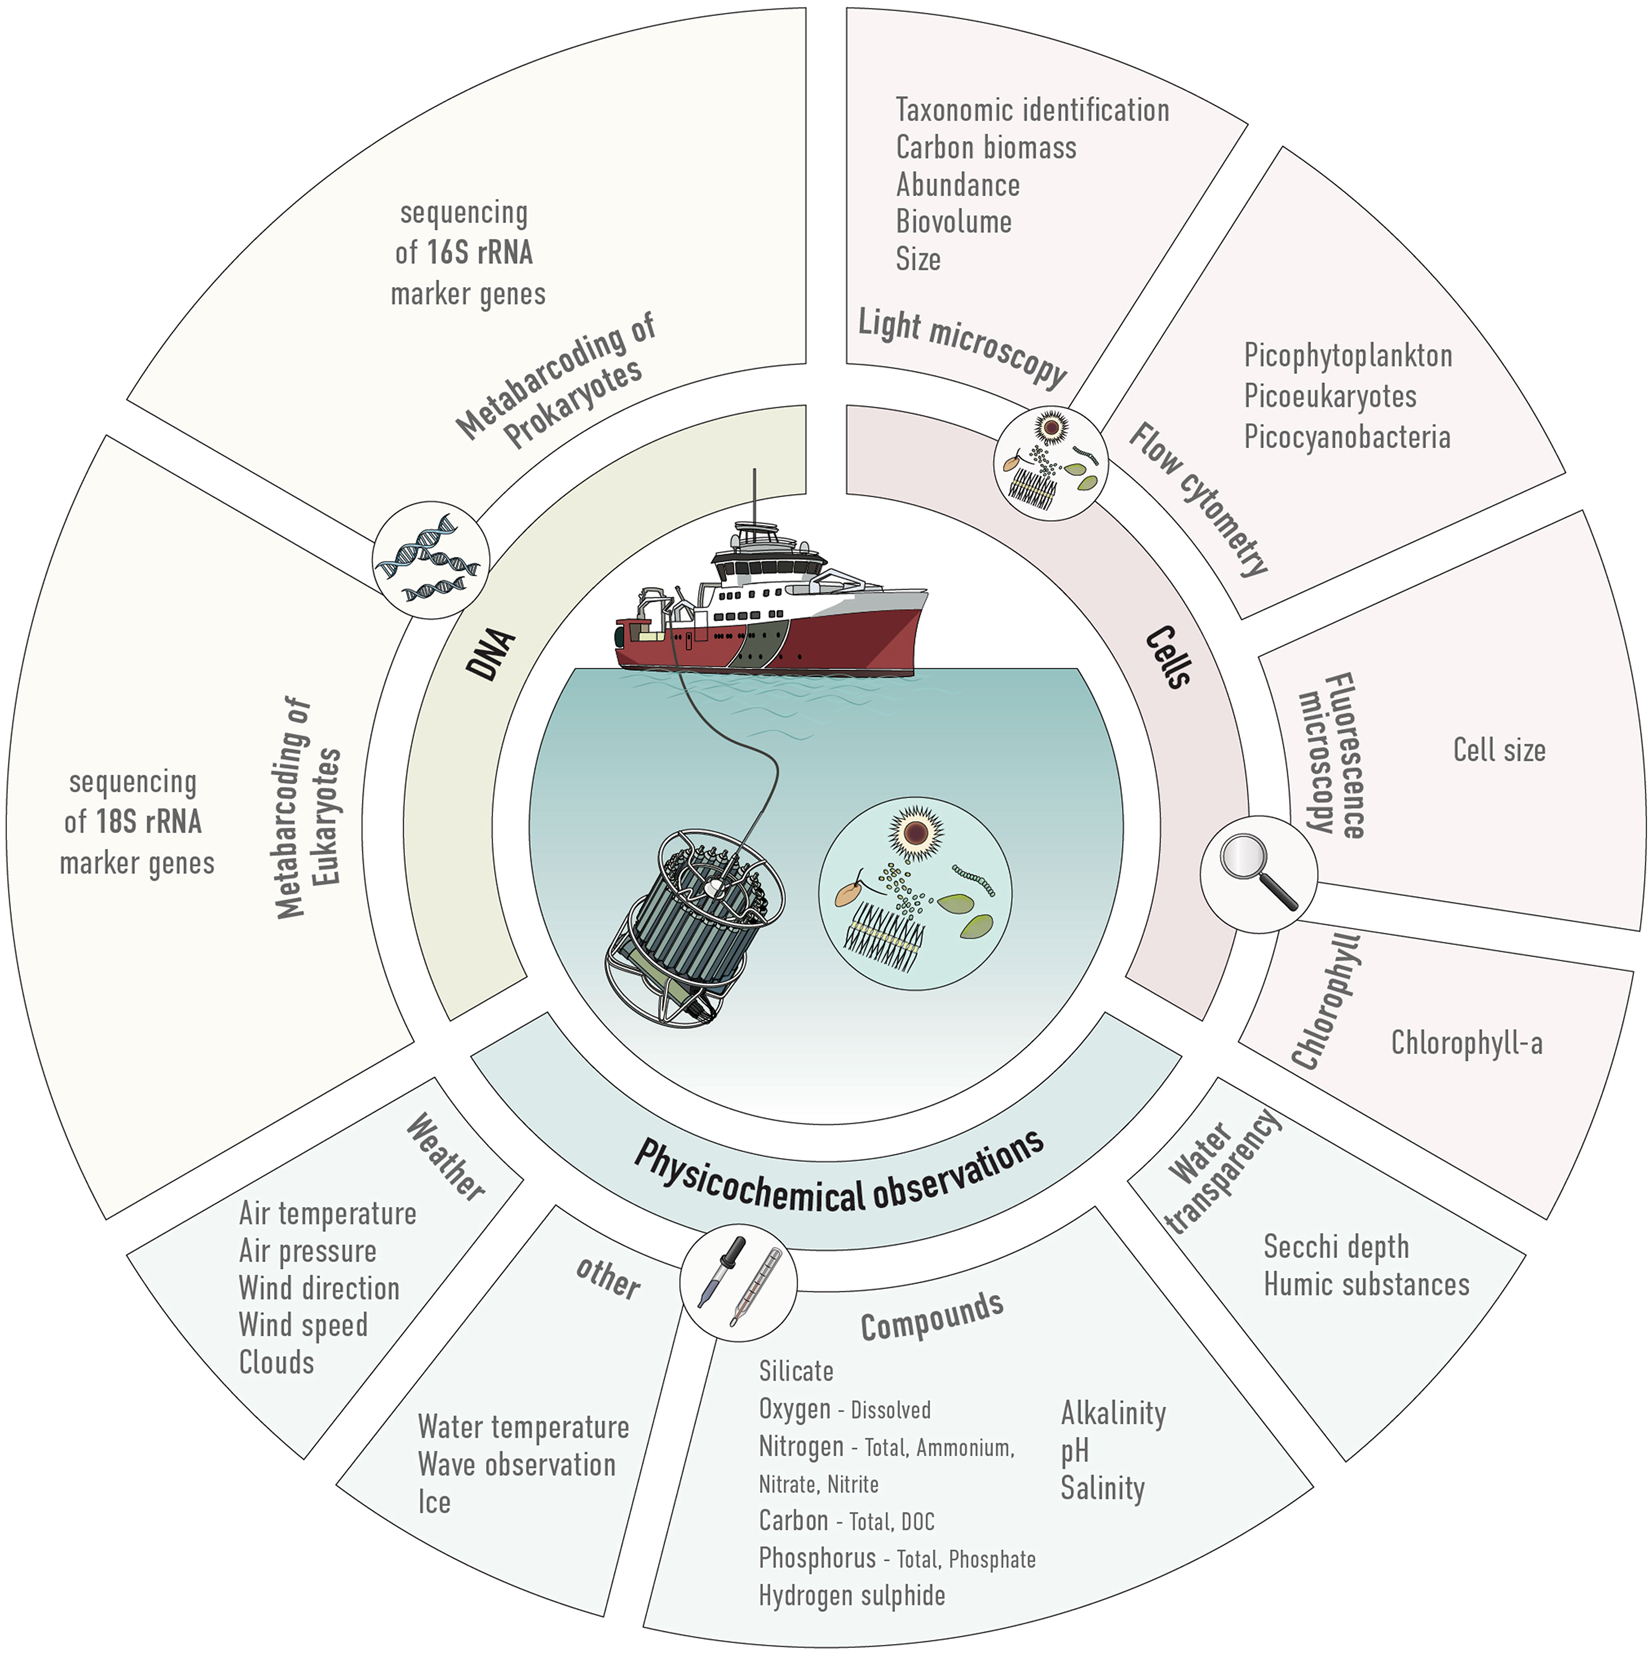 sequencing
of 16S rRNA
marker genes
Metabarcoding of
Prokaryotes
Taxonomic identification
Carbon biomass
Abundance
Biovolume
Size
Light microscopy
Picophytoplankton
Picoeukaryotes
Picocyanobacteria
Flow cytometry
DNA
Cells
Fluorescence
microscopy
Cell size
sequencing
of 18S rRNA
marker genes
Metabarcoding of
Eukaryotes
Chlorophyll
Chlorophyll-a
Physicochemical observations
Weather
Air temperature
Air pressure
Wind direction
Wind speed
Clouds
other
Water temperature
Wave observation
Ice
Compounds
Silicate
Oxygen - Dissolved
Nitrogen - Total, Ammonium,
Nitrate, Nitrite
Carbon - Total, DOC
Phosphorus - Total, Phosphate
Hydrogen sulphide
Alkalinity
pH
Salinity
Water
transparency
Secchi depth
Humic substances